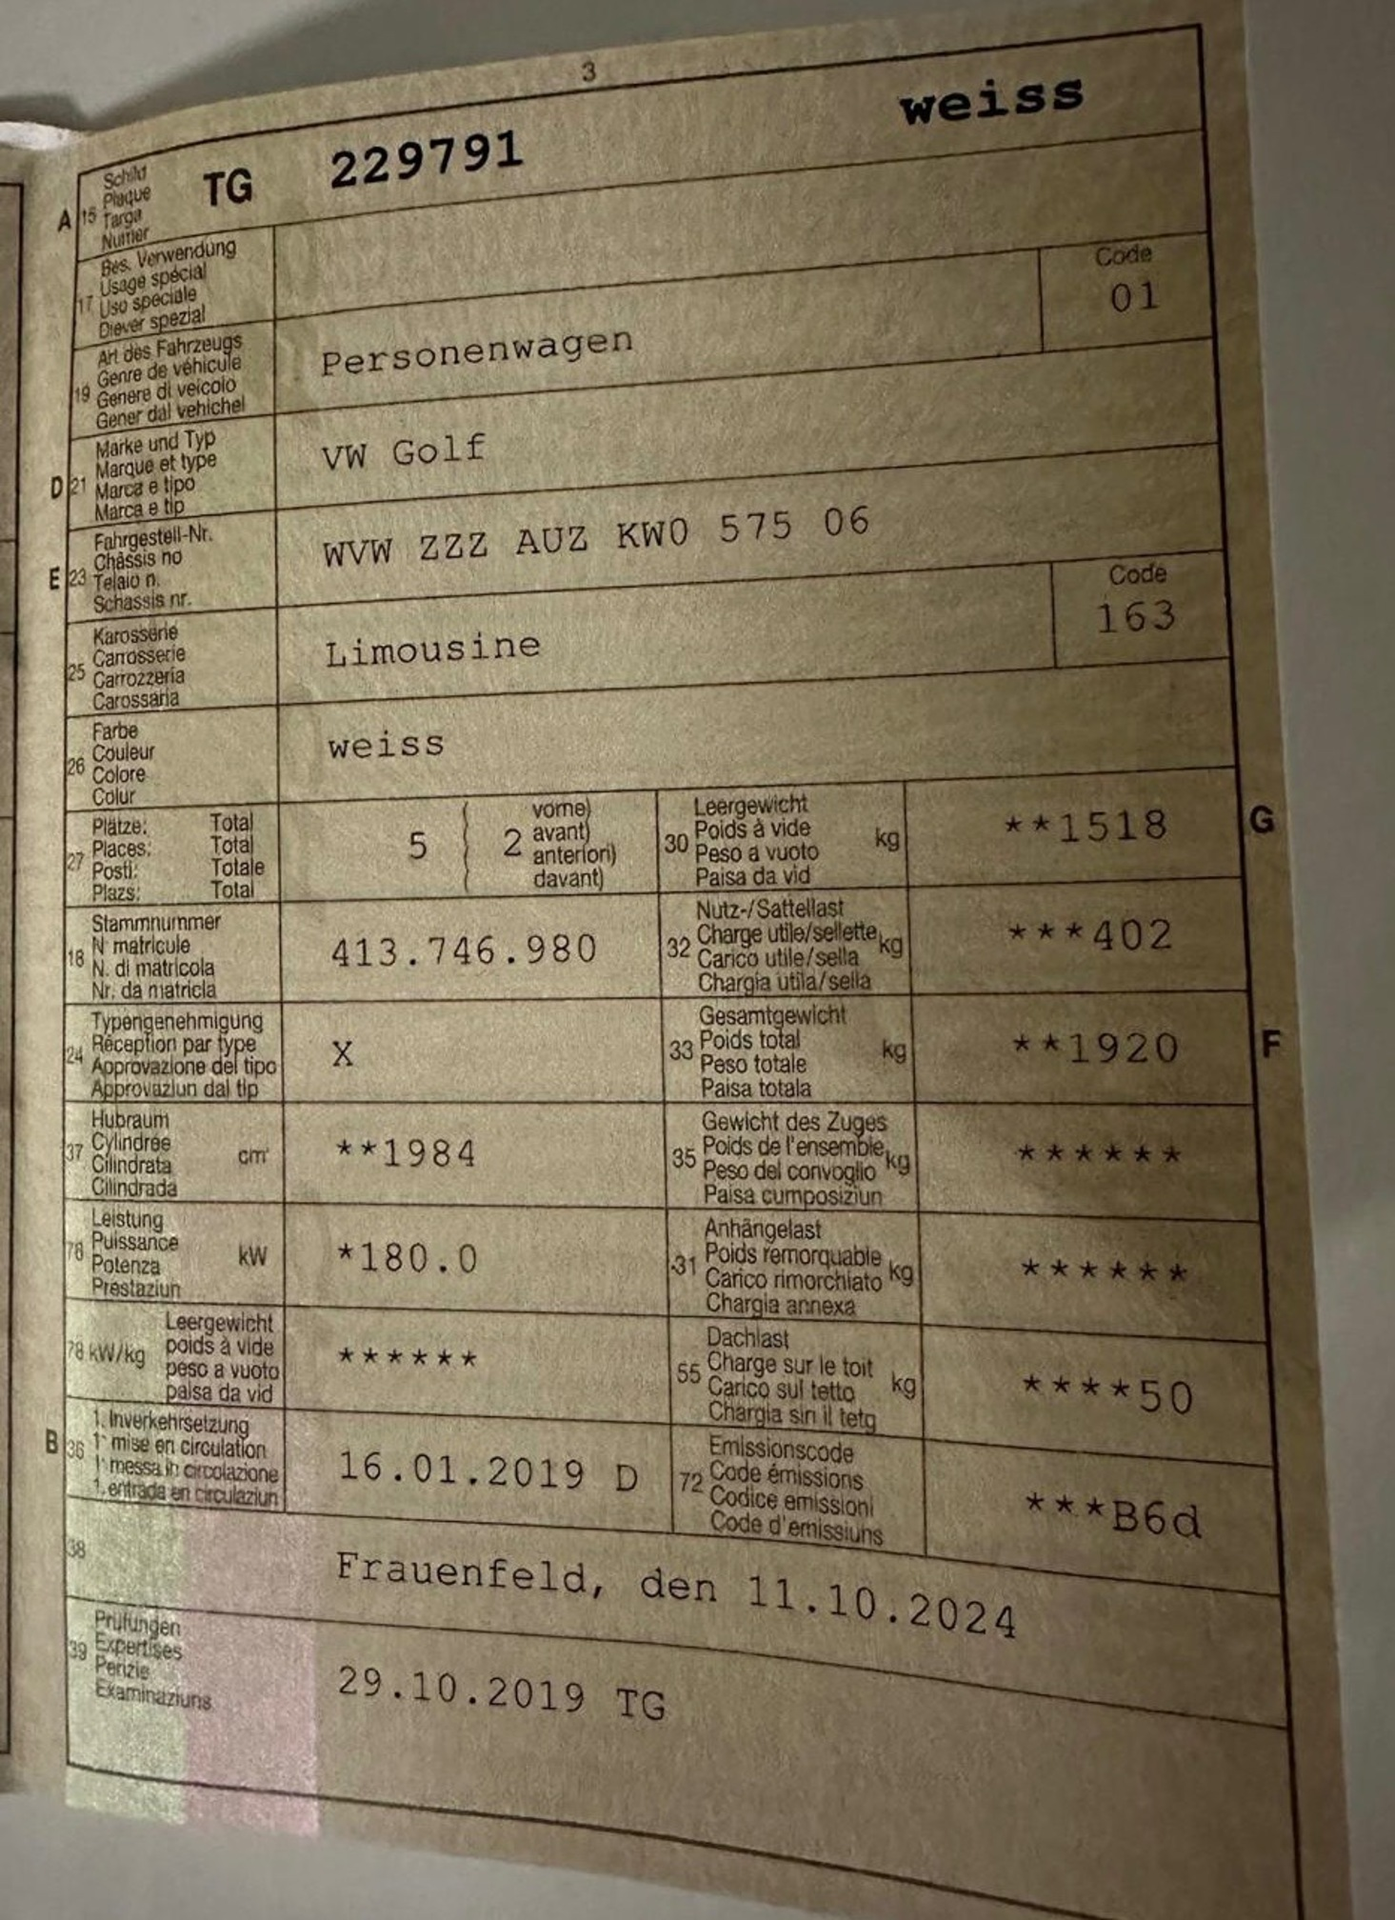 3
A 15 Schild Plaque Targa Numer TG 229791 weiss
17 Bes. Verwendung
Usage spécial
Uso speciale
Diever spezial
19 Art des Fahrzeugs
Genre de véhicule
Genere di veicolo
Gener dal vehichel
Personenwagen
Code
01
D 21 Marke und Typ
Marque et type
Marca e tipo
Marca e tip
VW Golf
E 23 Fahrgestell-Nr.
Châssis no
Telaio n.
Schassis nr.
WVW ZZZ AUZ KW0 575 06
25 Karosserie
Carrosserie
Carrozzeria
Carossaria
Limousine
Code
163
26 Farbe
Couleur
Colore
Colur
weiss
27 Plätze: Total
Places: Total
Posti: Totale
Plazs: Total
5 { 2 vorne)
avant)
anteriori)
davant)
30 Leergewicht
Poids à vide
Peso a vuoto
Paisa da vid
kg
**1518 G
18 Stammnummer
N matricule
N. di matricola
Nr. da matricla
413.746.980
32 Nutz-/Sattellast
Charge utile/sellette
Carico utile/sella
Chargia utila/sella
kg
***402
24 Typengenehmigung
Réception par type
Approvazione del tipo
Approvaziun dal tip
X
33 Gesamtgewicht
Poids total
Peso totale
Paisa totala
kg
**1920 F
37 Hubraum
Cylindrée
Cilindrata
Cilindrada
cm³
**1984
35 Gewicht des Zuges
Poids de l'ensemble
Peso del convoglio
Paisa cumposiziun
kg
******
76 Leistung
Puissance
Potenza
Prestaziun
kW
*180.0
31 Anhängelast
Poids remorquable
Carico rimorchiato
Chargia annexa
kg
******
78 kW/kg Leergewicht
poids à vide
peso a vuoto
paisa da vid
******
55 Dachlast
Charge sur le toit
Carico sul tetto
Chargia sin il tetg
kg
****50
B 36 1. Inverkehrsetzung
1re mise en circulation
1a messa in circolazione
1. entrada en circulaziun
16.01.2019 D
72 Emissionscode
Code émissions
Codice emissioni
Code d'emissiuns
***B6d
38 Frauenfeld, den 11.10.2024
39 Prüfungen
Expertises
Perizie
Examinaziuns
29.10.2019 TG